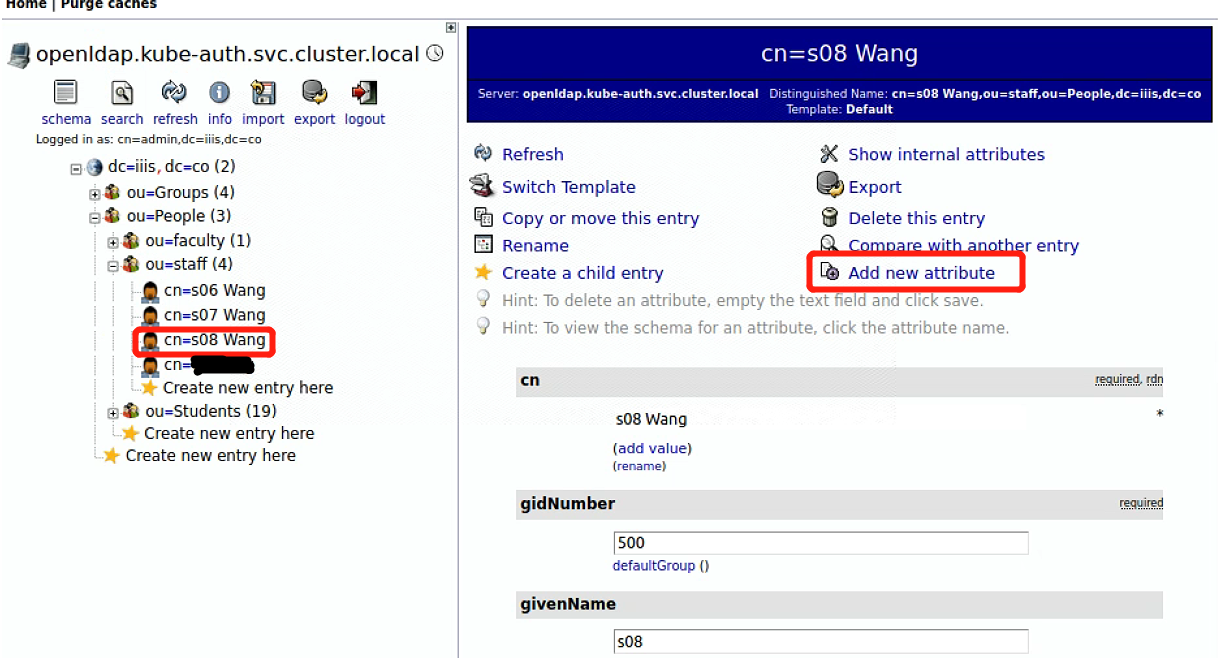 Home | Purge caches
openldap.kube-auth.svc.cluster.local
schema search refresh info import export logout
Logged in as: cn=admin,dc=iiis,dc=co
dc=iiis, dc=co (2)
ou=Groups (4)
ou=People (3)
ou=faculty (1)
ou=staff (4)
cn=s06 Wang
cn=s07 Wang
cn=s08 Wang
cn=
Create new entry here
ou=Students (19)
Create new entry here
Create new entry here
cn=s08 Wang
Server: openldap.kube-auth.svc.cluster.local Distinguished Name: cn=s08 Wang,ou=staff,ou=People,dc=iiis,dc=co
Template: Default
Refresh Show internal attributes
Switch Template Export
Copy or move this entry Delete this entry
Rename Compare with another entry
Create a child entry Add new attribute
Hint: To delete an attribute, empty the text field and click save.
Hint: To view the schema for an attribute, click the attribute name.
cn required, rdn
s08 Wang *
(add value)
(rename)
gidNumber required
500
defaultGroup ()
givenName
s08